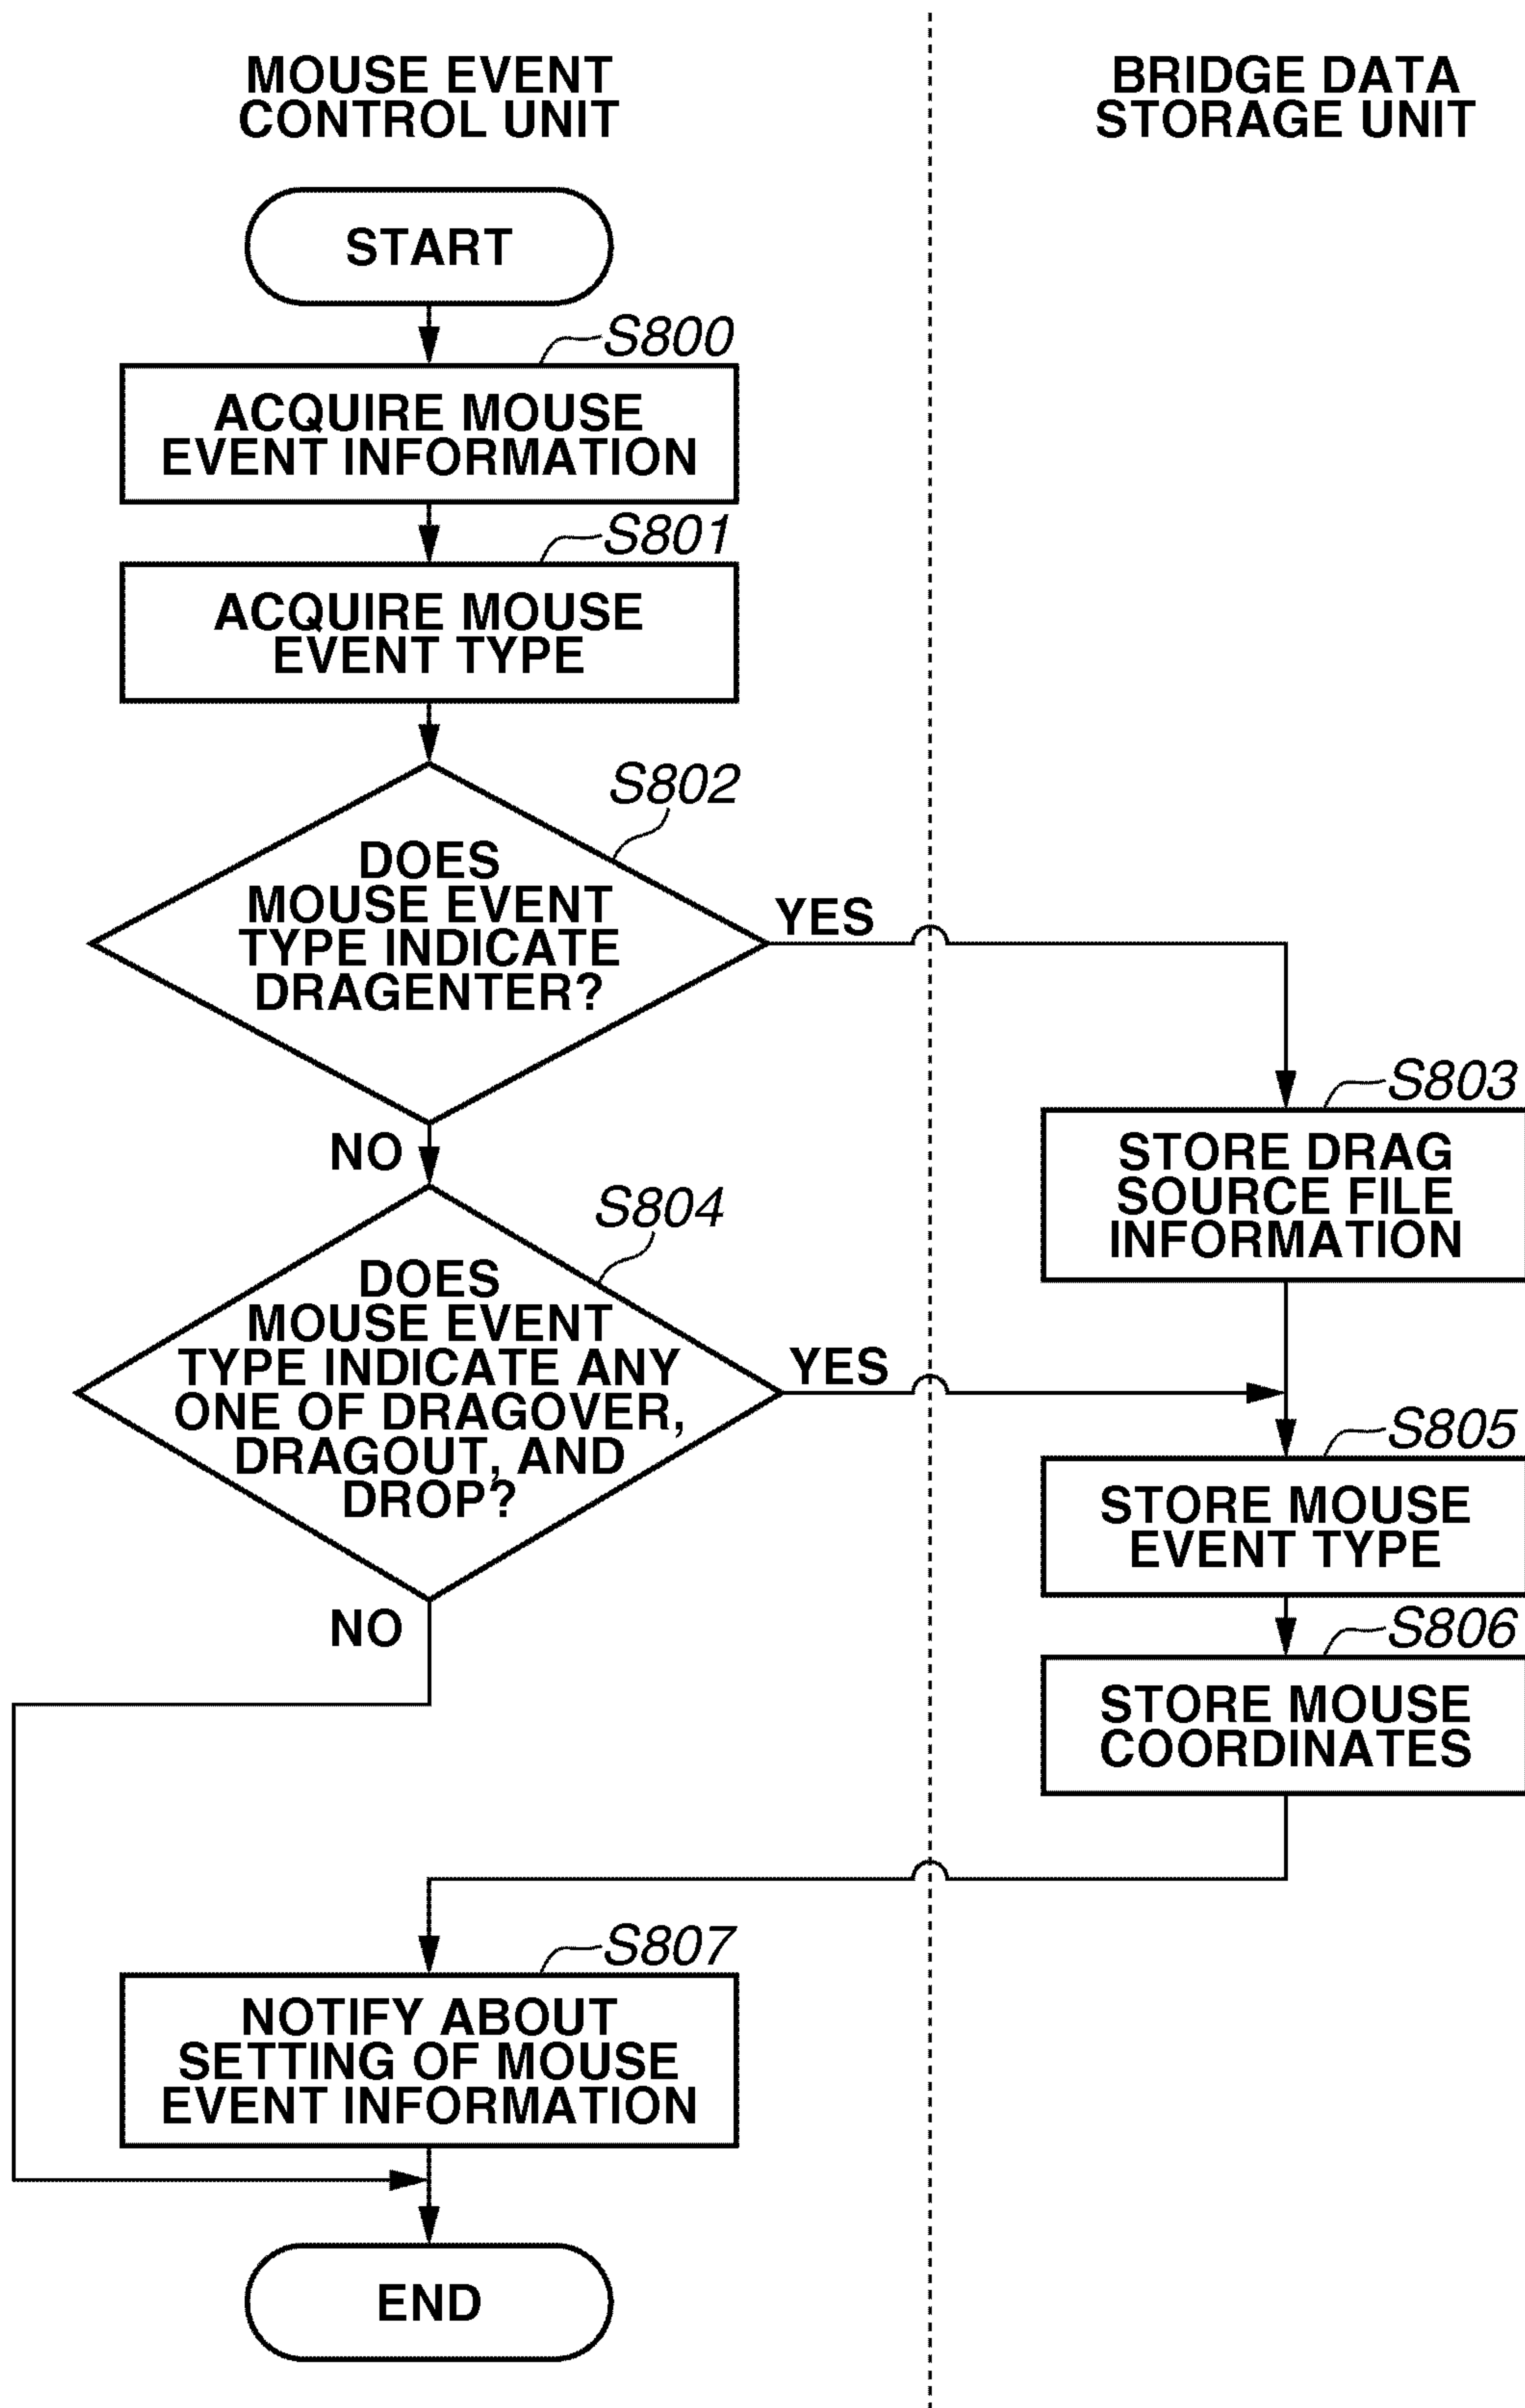 MOUSE EVENT
CONTROL UNIT
BRIDGE DATA
STORAGE UNIT
START
S800
ACQUIRE MOUSE
EVENT INFORMATION
S801
ACQUIRE MOUSE
EVENT TYPE
S802
DOES
MOUSE EVENT
TYPE INDICATE
DRAGENTER?
YES
NO
S803
STORE DRAG
SOURCE FILE
INFORMATION
S804
DOES
MOUSE EVENT
TYPE INDICATE ANY
ONE OF DRAGOVER,
DRAGOUT, AND
DROP?
YES
NO
S805
STORE MOUSE
EVENT TYPE
S806
STORE MOUSE
COORDINATES
S807
NOTIFY ABOUT
SETTING OF MOUSE
EVENT INFORMATION
END